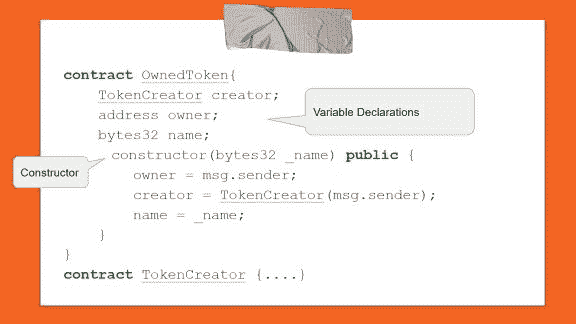 contract OwnedToken{
TokenCreator creator;
address owner;
Variable Declarations
bytes32 name;
constructor(bytes32 _name) public {
Constructor
owner = msg.sender;
creator = TokenCreator(msg.sender);
name = _name;
}
}
contract TokenCreator {....}